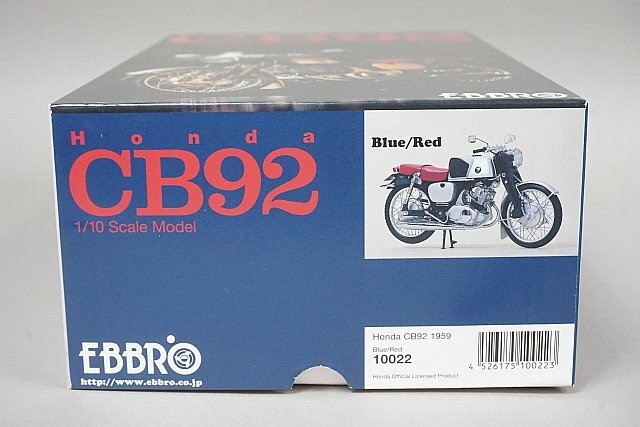 EBBRO
Honda
CB92
1/10 Scale Model
Blue/Red
EBBRO
http://www.ebbro.co.jp
Honda CB92 1959
Blue/Red
10022
Honda Official Licensed Product
4 526175 100223